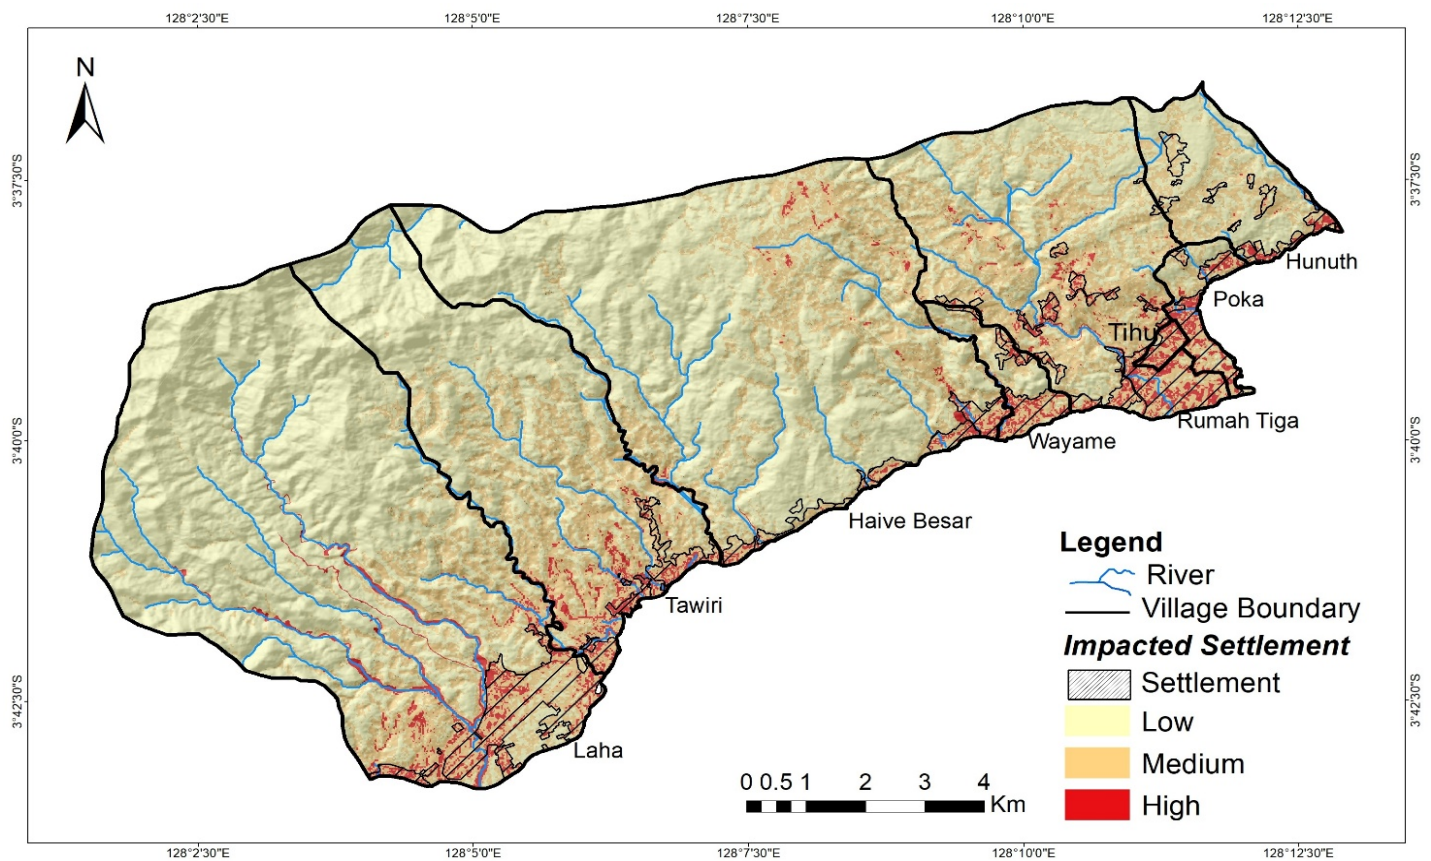 128°2'30"E 128°5'0"E 128°7'30"E 128°10'0"E 128°12'30"E
N
3°37'30"S 3°37'30"S
Hunuth
Poka
Tihu
Rumah Tiga
Wayame
3°40'0"S 3°40'0"S
Haive Besar
Tawiri
Laha
3°42'30"S 3°42'30"S
Legend
River
Village Boundary
Impacted Settlement
Settlement
Low
Medium
High
0 0.5 1 2 3 4
Km
128°2'30"E 128°5'0"E 128°7'30"E 128°10'0"E 128°12'30"E